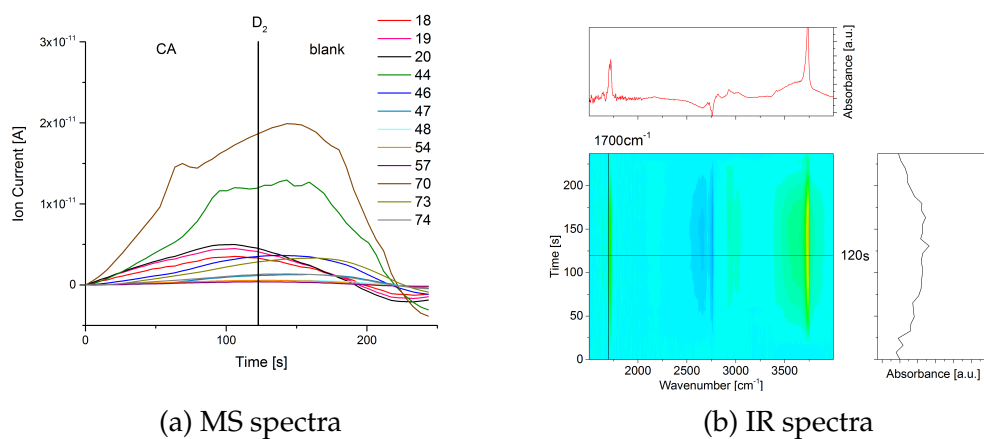 D2
CA
blank
18
19
20
44
46
47
48
54
57
70
73
74
3x10-11
2x10-11
1x10-11
0
Ion Current [A]
0
100
200
Time [s]
(a) MS spectra
Absorbance [a.u.]
1700cm-1
200
150
100
50
0
Time [s]
120s
2000
2500
3000
3500
Wavenumber [cm-1]
Absorbance [a.u.]
(b) IR spectra